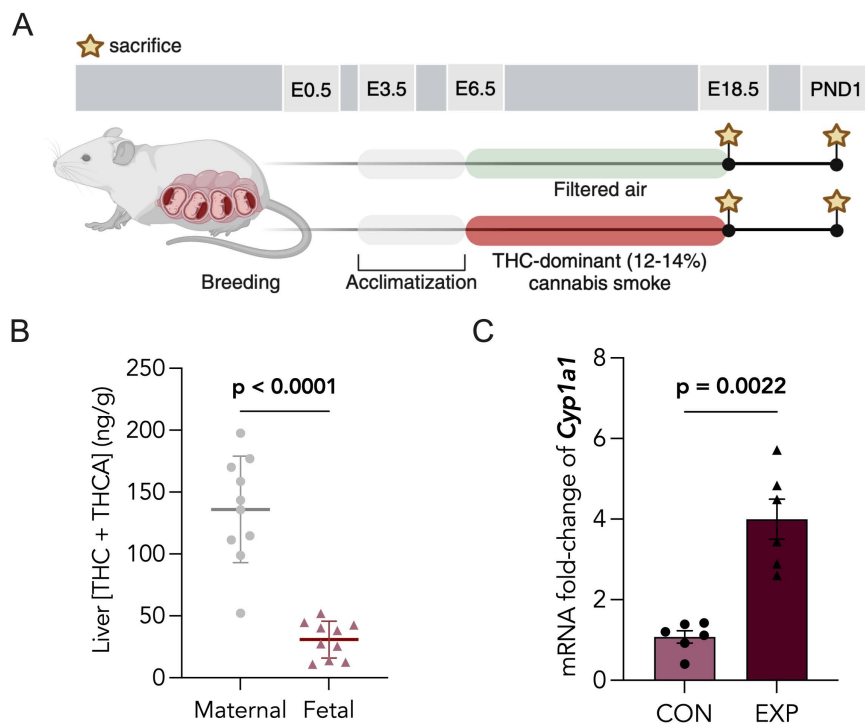 A
sacrifice
E0.5
E3.5
E6.5
E18.5
PND1
Filtered air
Breeding
Acclimatization
THC-dominant (12-14%)
cannabis smoke
B
Liver [THC + THCA] (ng/g)
250
200
150
100
50
0
p < 0.0001
Maternal
Fetal
C
mRNA fold-change of Cyp1a1
8
6
4
2
0
p = 0.0022
CON
EXP